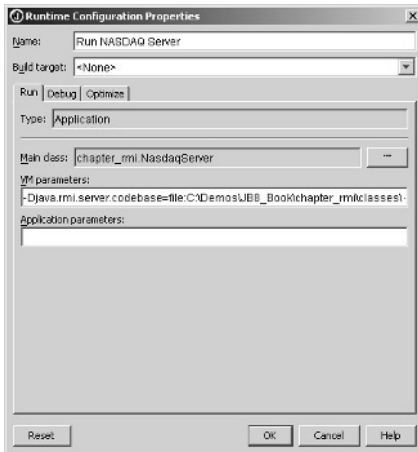 Runtime Configuration Properties
Name: Run NASDAQ Server
Build target: <None>
Run Debug Optimize
Type: Application
Main class: chapter_rmi.NasdaqServer ...
VM parameters:
-Djava.rmi.server.codebase=file:C:\Demos\JB8_Book\chapter_rmi\classes\ -
Application parameters:
Reset OK Cancel Help